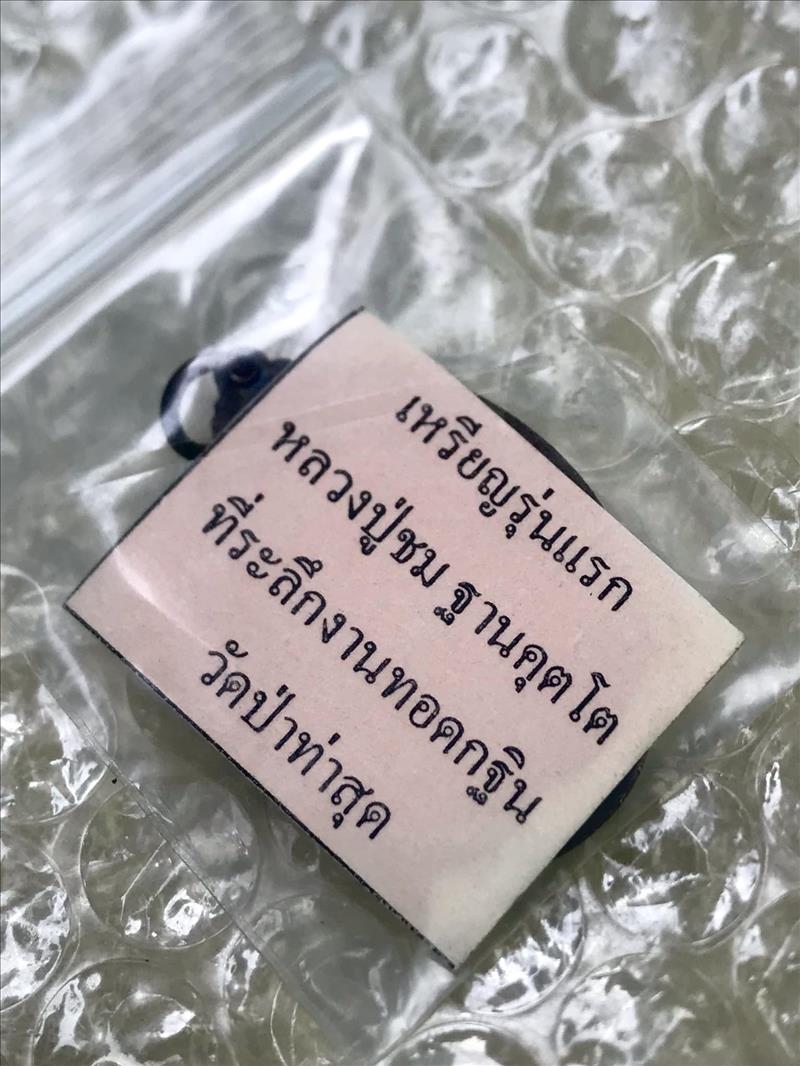 เหรียญรุ่นแรก
หลวงปู่ชม ฐานคุตโต
ที่ระลึกงานทอดกฐิน
วัดป่าท่าสุด